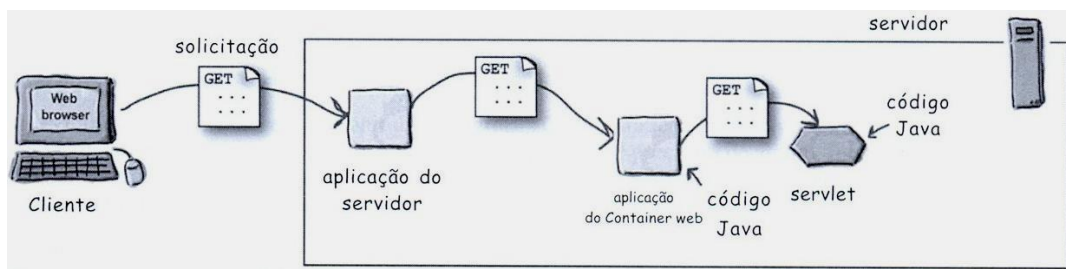 servidor
solicitação
GET
Web
browser
Cliente
aplicação do
servidor
GET
aplicação
do Container web
código
Java
GET
servlet
código
Java